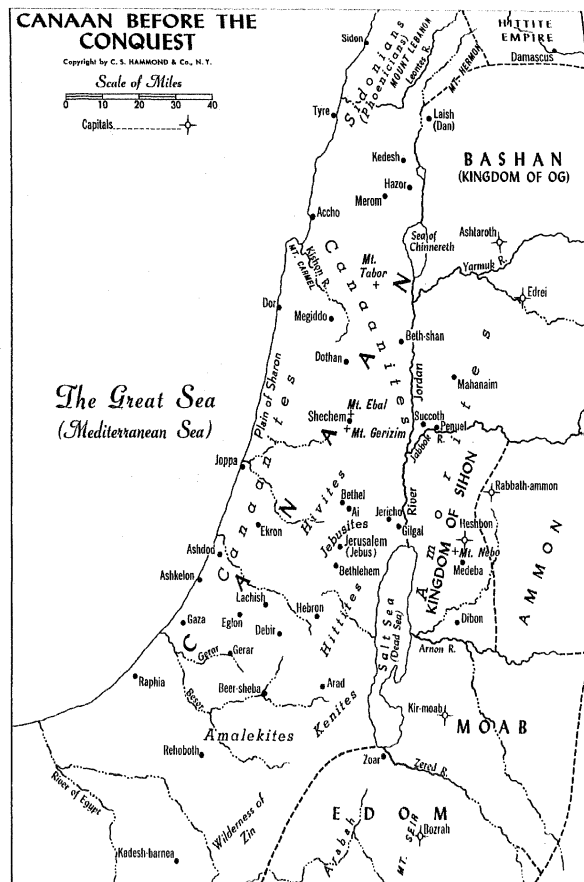 CANAAN BEFORE THE
CONQUEST
Copyright by C. S. HAMMOND & Co., N. Y.
Scale of Miles
0 10 20 30 40
Capitals
HITTITE
EMPIRE
Damascus
Sidon
Sidonians
(Phoenicians)
MOUNT LEBANON
Leontes R.
MT. HERMON
Tyre
Laish
(Dan)
Kedesh
BASHAN
(KINGDOM OF OG)
Hazor
Merom
Accho
Sea of
Chinnereth
Ashtaroth
Yarmuk R.
Edrei
MT. CARMEL
Kishon R.
Mt.
Tabor
Canaanites
Dor
Megiddo
Beth-shan
Dothan
Jordan
River
Mahanaim
The Great Sea
(Mediterranean Sea)
Plain of Sharon
Mt. Ebal
Shechem
Mt. Gerizim
Succoth
Penuel
Jabbok R.
Amorites
CANAAN
Canaanites
Joppa
Hivites
Bethel
Ai
Jericho
Gilgal
KINGDOM OF SIHON
Rabbath-ammon
AMMON
Ekron
Jebusites
Jerusalem
(Jebus)
Heshbon
Mt. Nebo
Medeba
Bethlehem
Ashdod
Ashkelon
Lachish
Hebron
Hittites
Salt Sea
(Dead Sea)
Gaza
Eglon
Debir
Dibon
Arnon R.
Gerar
Gerar
Raphia
Besor
Beer-sheba
Arad
Kenites
Kir-moab
MOAB
Amalekites
Rehoboth
Zoar
Zered R.
River of Egypt
Wilderness of
Zin
EDOM
Arabah
MT. SEIR
Bozrah
Kadesh-barnea